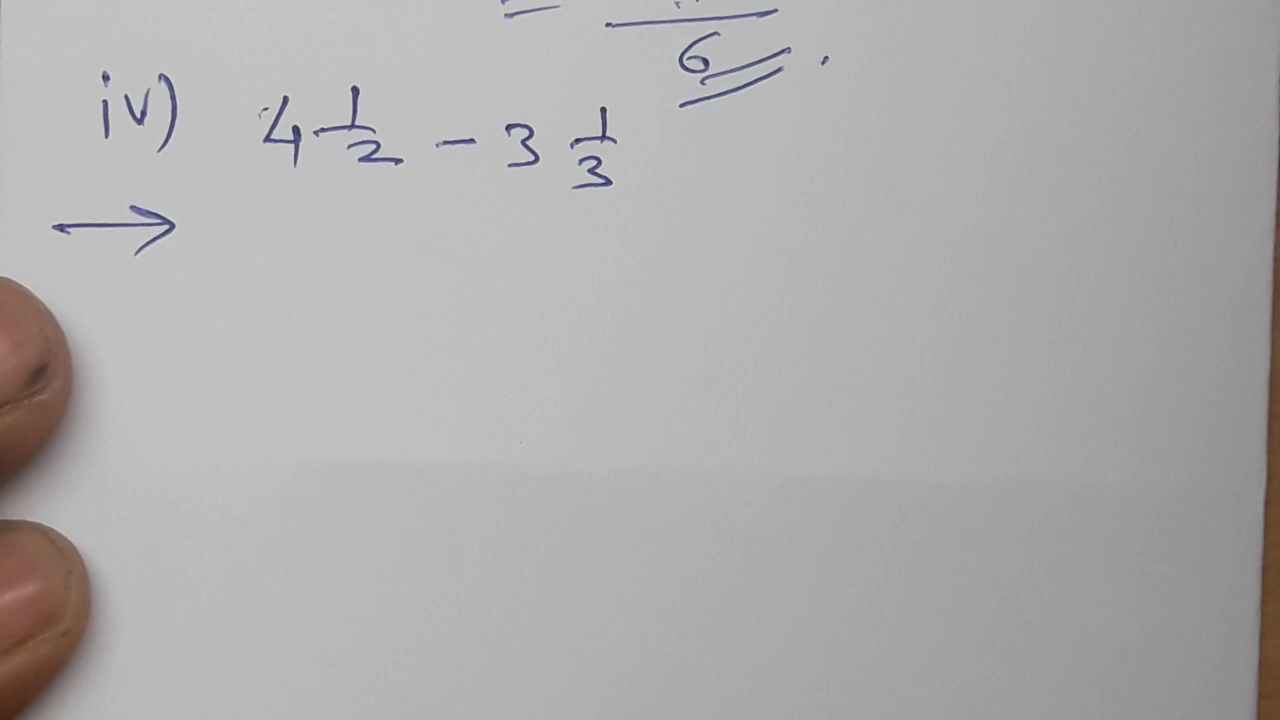 = 6 .
iv) 4 1/2 - 3 1/3
→